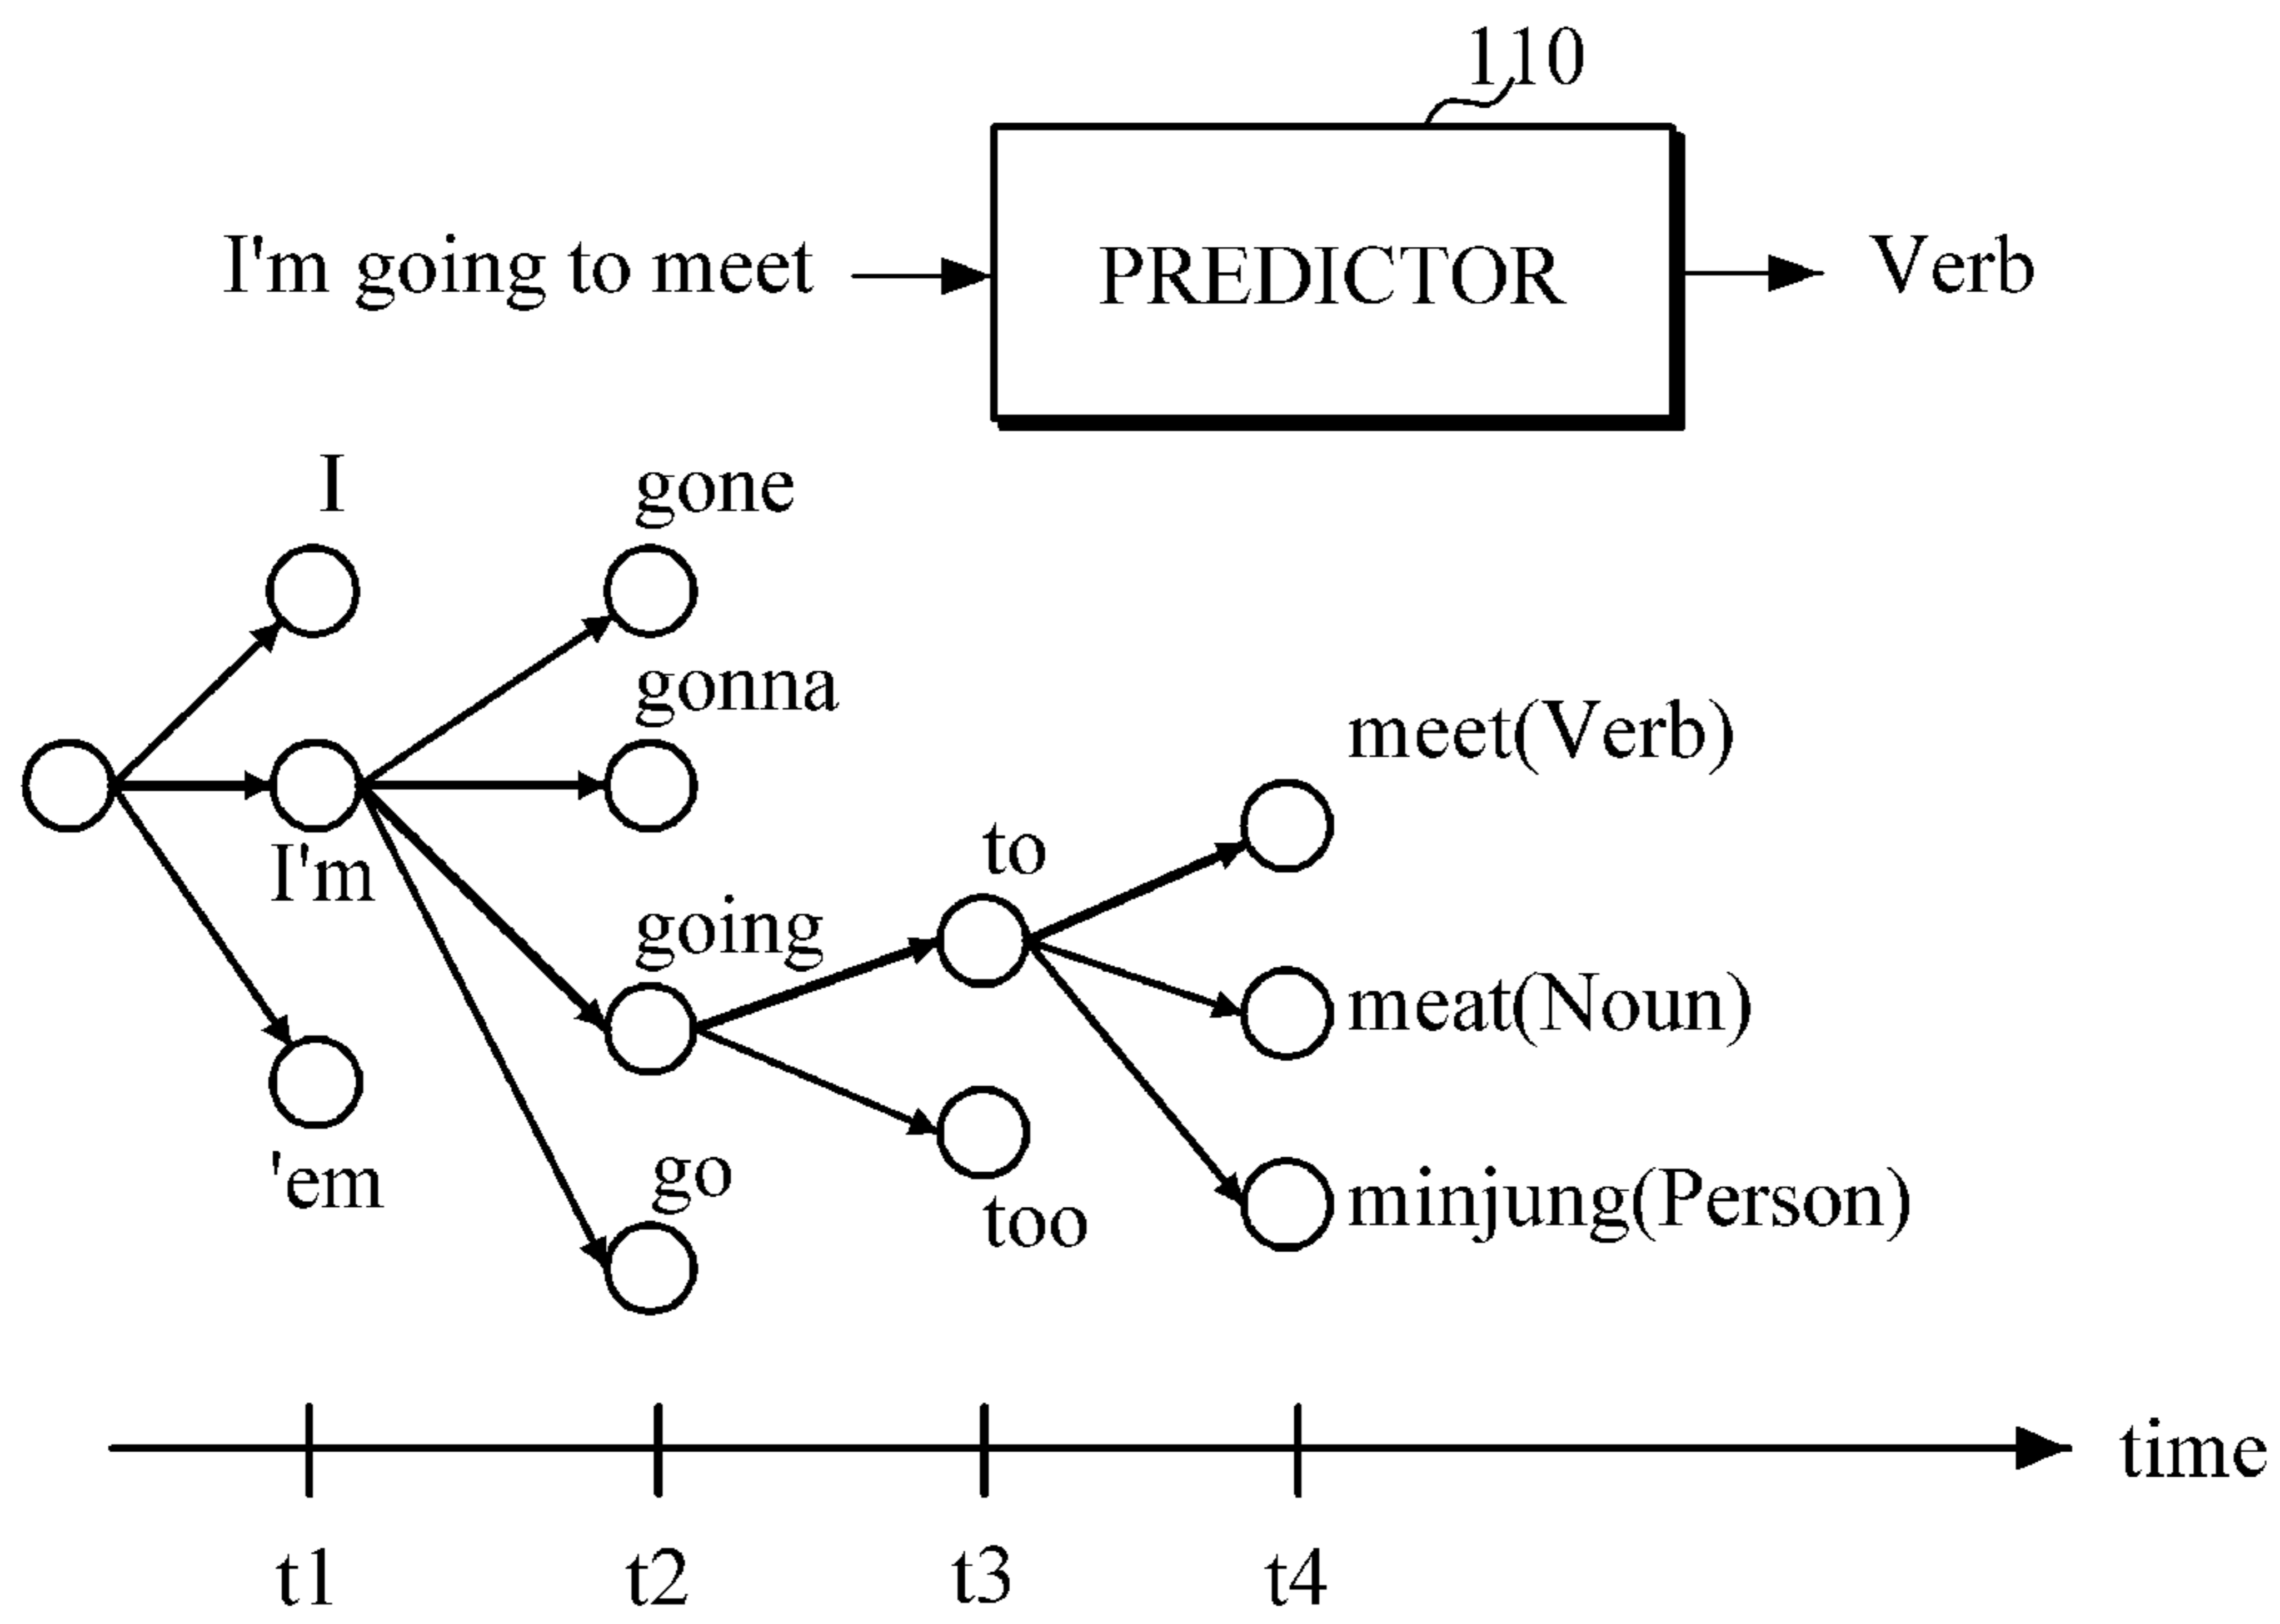 110
I'm going to meet
PREDICTOR
Verb
I
gone
gonna
meet(Verb)
to
I'm
going
meat(Noun)
'em
go
too
minjung(Person)
time
t1
t2
t3
t4